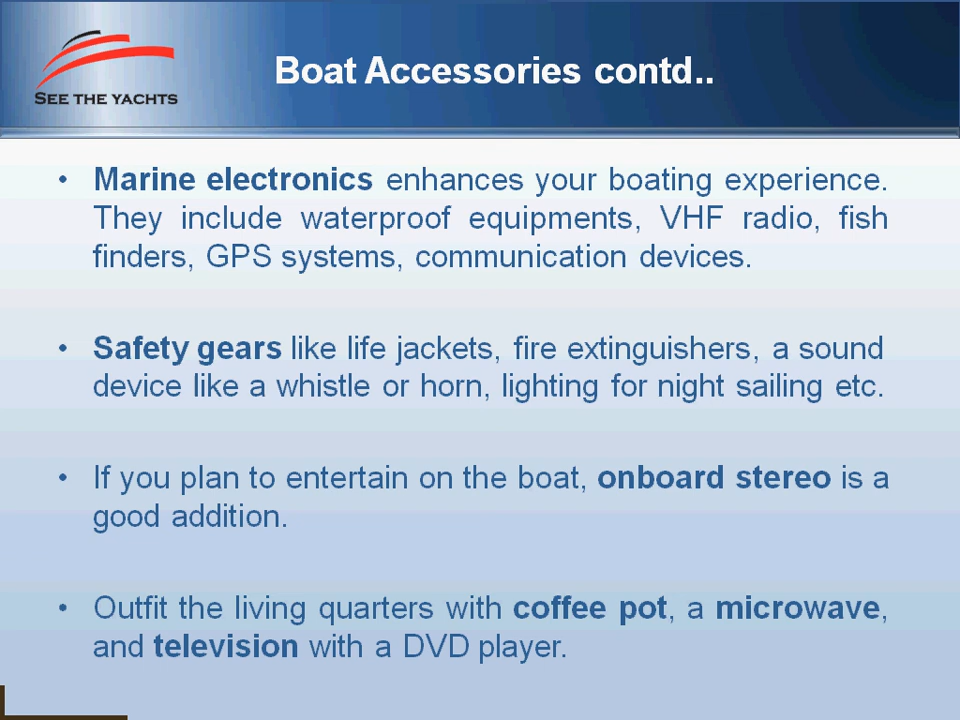 SEE THE YACHTS
Boat Accessories contd..
• Marine electronics enhances your boating experience.
They include waterproof equipments, VHF radio, fish
finders, GPS systems, communication devices.
• Safety gears like life jackets, fire extinguishers, a sound
device like a whistle or horn, lighting for night sailing etc.
• If you plan to entertain on the boat, onboard stereo is a
good addition.
• Outfit the living quarters with coffee pot, a microwave,
and television with a DVD player.